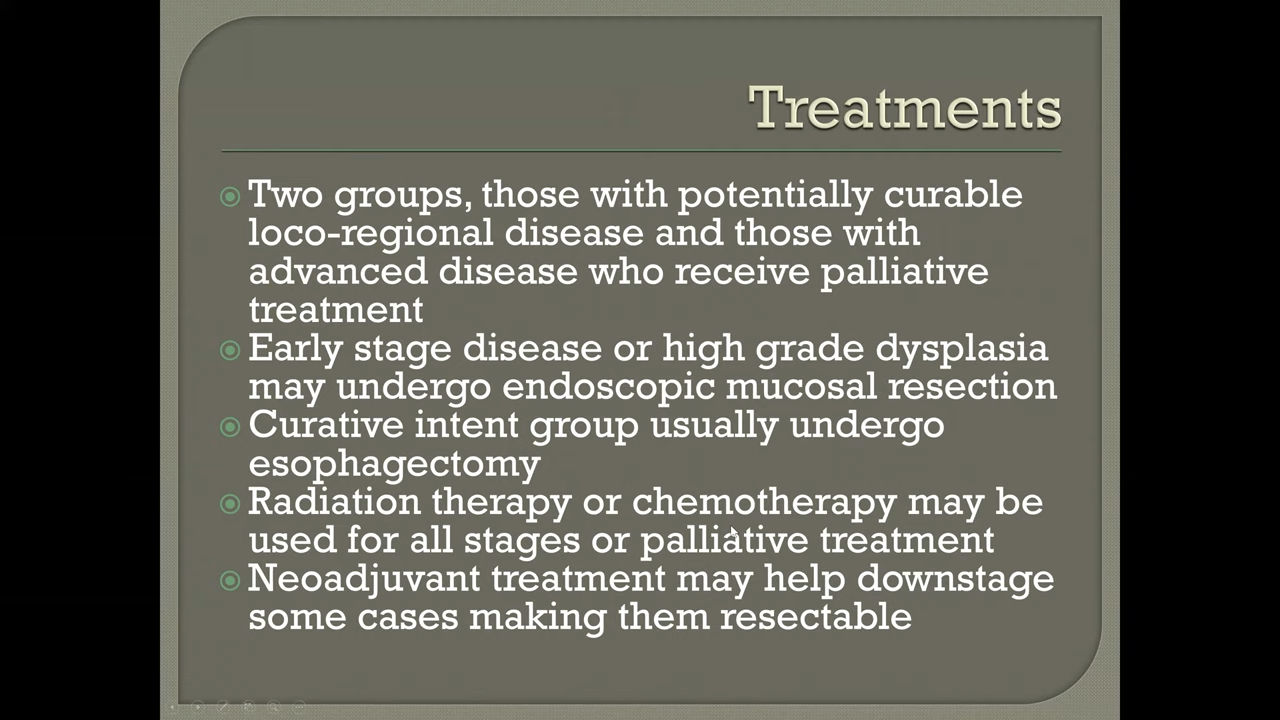 Treatments
Two groups, those with potentially curable
loco-regional disease and those with
advanced disease who receive palliative
treatment
Early stage disease or high grade dysplasia
may undergo endoscopic mucosal resection
Curative intent group usually undergo
esophagectomy
Radiation therapy or chemotherapy may be
used for all stages or palliative treatment
Neoadjuvant treatment may help downstage
some cases making them resectable